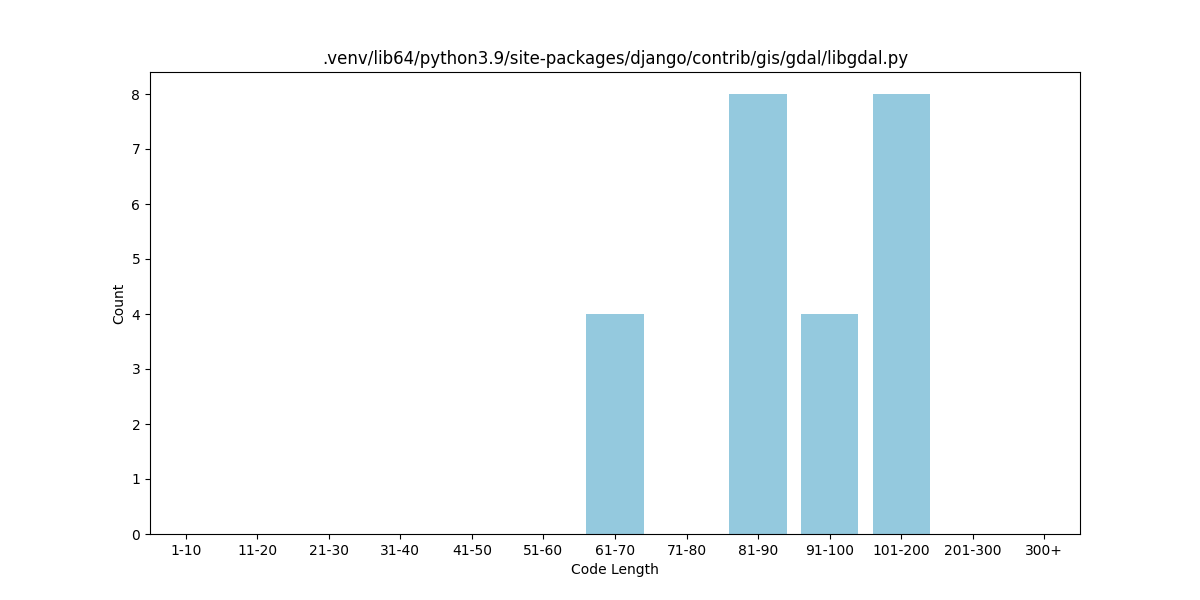 .venv/lib64/python3.9/site-packages/django/contrib/gis/gdal/libgdal.py
8
7
6
5
4
3
2
1
0
Count
1-10 11-20 21-30 31-40 41-50 51-60 61-70 71-80 81-90 91-100 101-200 201-300 300+
Code Length